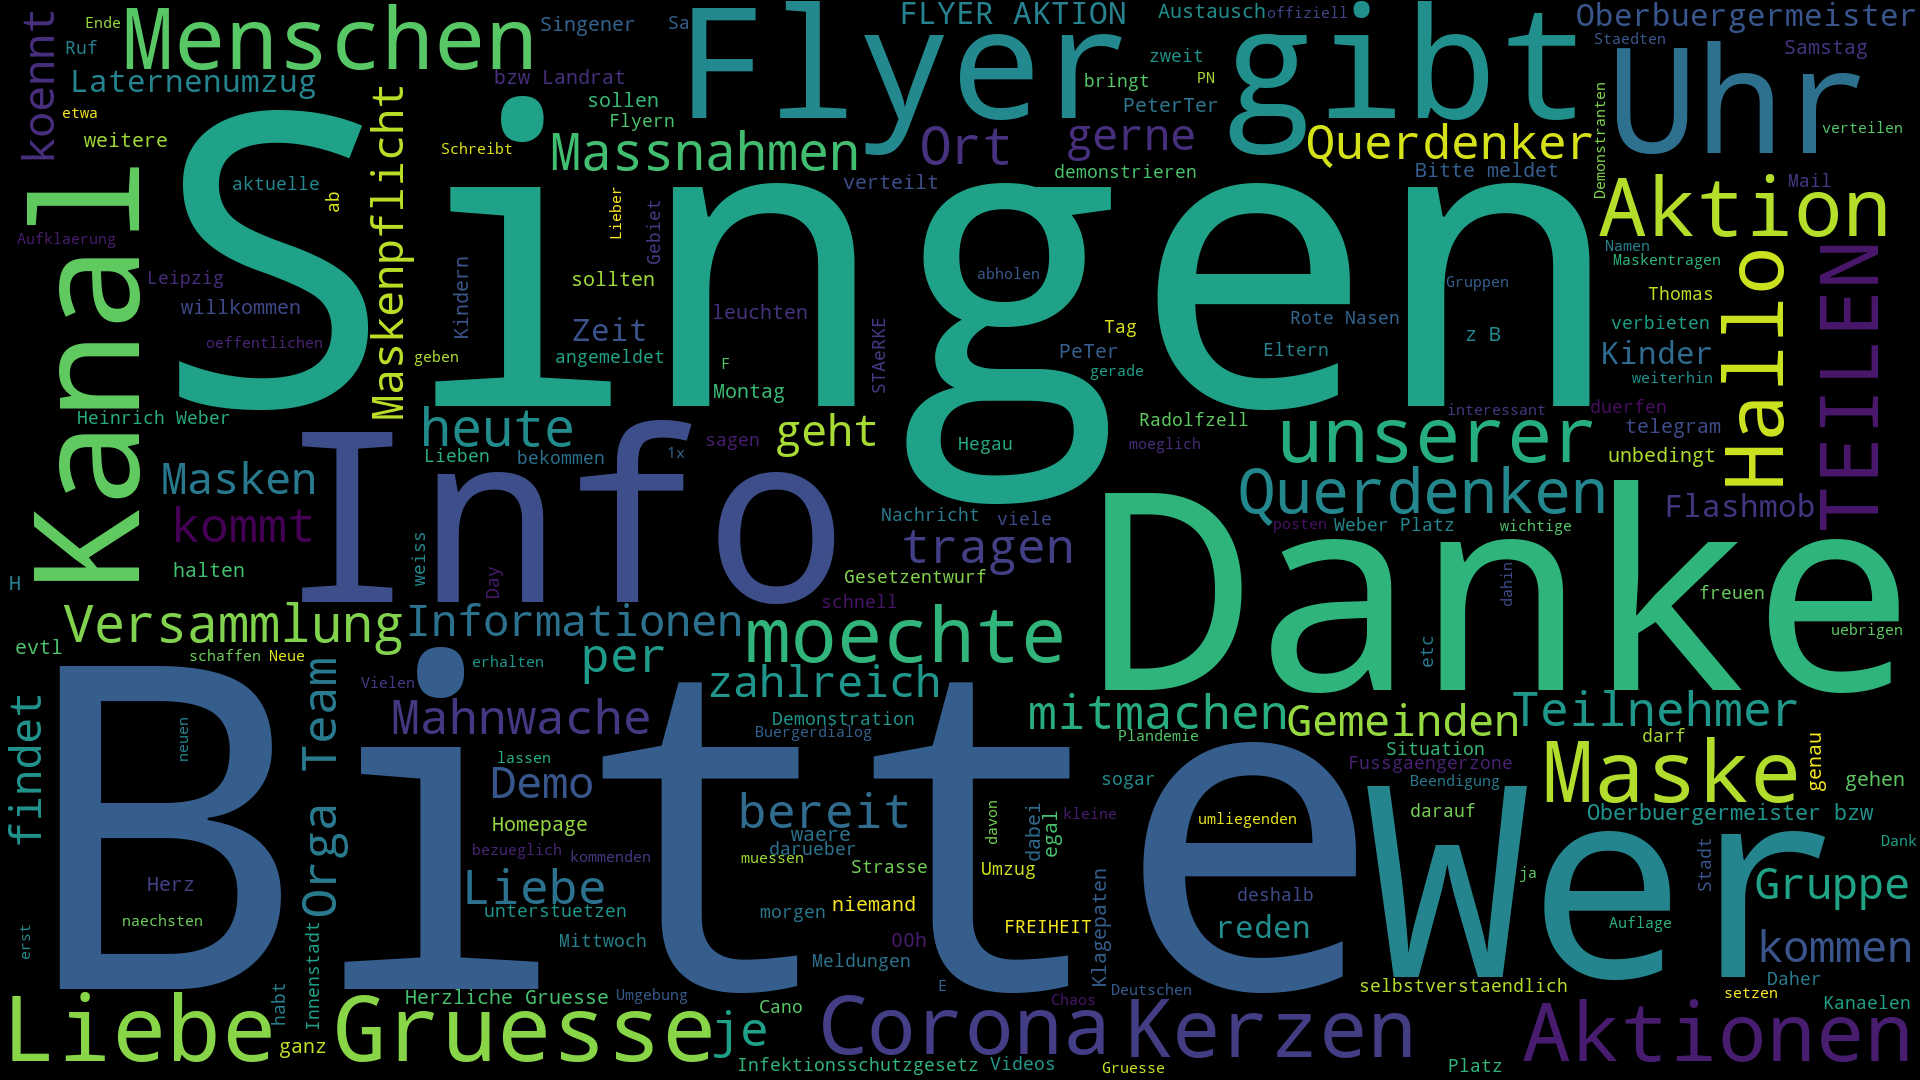 Ende
koennt
Ruf
Menschen
Singener
Sa
Flyer
FLYER AKTION
Austausch
offiziell
gibt
Oberbuergermeister
Staedten
Samstag
Uhr
Laternenumzug
bzw Landrat
zweit
bringt
PN
PeterTer
sollen
Flyern
etwa
weitere
Maskenpflicht
Schreibt
Massnahmen
Ort
gerne
Querdenker
Demonstranten
verteilen
verteilt
demonstrieren
Bitte meldet
Mail
Aktion
Kanal
aktuelle
ab
Singen
Lieber
Gebiet
Aufklaerung
Leipzig
willkommen
oeffentlichen
Kindern
sollten
Zeit
angemeldet
geben
leuchten
F
Montag
STAeRKE
abholen
Tag
PeTer
gerade
Rote Nasen
Eltern
Gruppen
z B
Namen
Maskentragen
Thomas
verbieten
Kinder
weiterhin
Hallo
TEILEN
Heinrich Weber
heute
Lieben
bekommen
1x
sagen
geht
Hegau
Radolfzell
moeglich
interessant
duerfen
unserer
telegram
unbedingt
Masken
kommt
Info
Nachricht
viele
tragen
Querdenken
posten
Weber Platz
wichtige
Flashmob
H
halten
weiss
Day
Gesetzentwurf
schnell
Danke
dahin
freuen
uebrigen
Versammlung
Informationen
moechte
etc
evtl
schaffen
Neue
erhalten
per
Vielen
zahlreich
findet
neuen
Orga Team
Mahnwache
Demonstration
Buergerdialog
mitmachen
Plandemie
Gemeinden
Teilnehmer
Situation
Fussgaengerzone
Beendigung
darf
Maske
genau
gehen
Bitte
lassen
Demo
Homepage
bezueglich
kommenden
bereit
waere
darueber
muessen
Strasse
davon
dabei
egal
sogar
kleine
umliegenden
Wer
darauf
Oberbuergermeister bzw
Dank
Herz
naechsten
Liebe
unterstuetzen
morgen
niemand
Umzug
FREIHEIT
Klagepaten
deshalb
reden
ja
Auflage
Stadt
Gruppe
erst
Innenstadt
Mittwoch
OOh
Meldungen
kommen
Daher
habt
Herzliche Gruesse
Umgebung
Cano
E
Chaos
Deutschen
selbstverstaendlich
setzen
Kanaelen
Liebe
ganz
Gruesse
je
Infektionsschutzgesetz
Videos
Corona
Gruesse
Kerzen
Platz
Aktionen